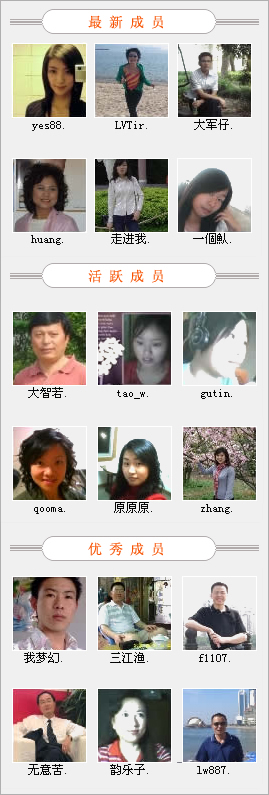 最新成员
yes88. LVTir. 大军仔.
huang. 走进我. 一個魜.
活跃成员
大智若. tao_w. gutin.
qooma. 原原原. zhang.
优秀成员
我梦幻. 三江渔. f1107.
无意苦. 韵乐子. lw887.